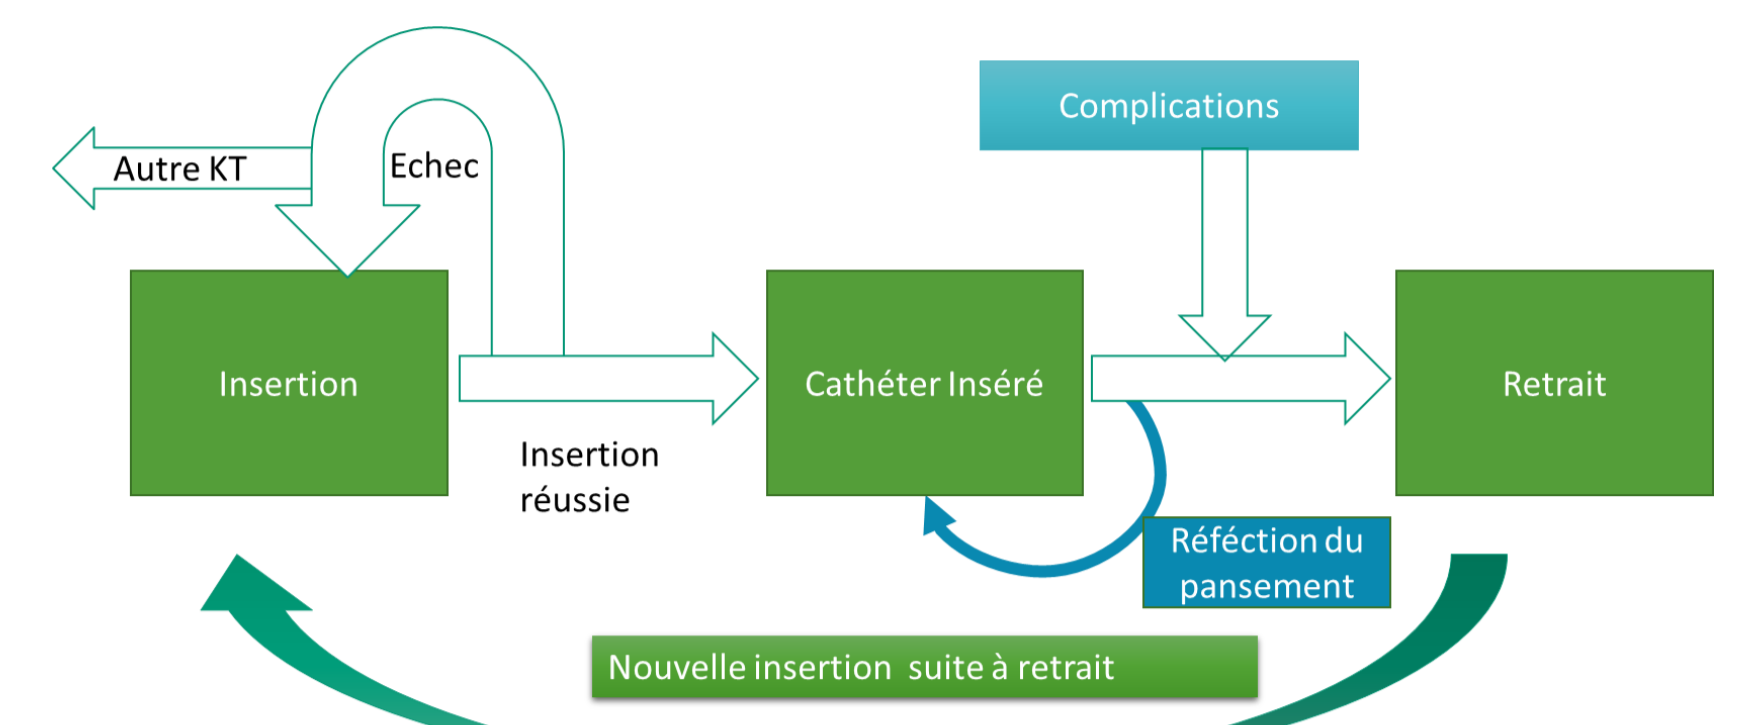 Complications
Autre KT
Echec
Insertion
Cathéter Inséré
Retrait
Insertion
réussie
Réféction du
pansement
Nouvelle insertion  suite à retrait